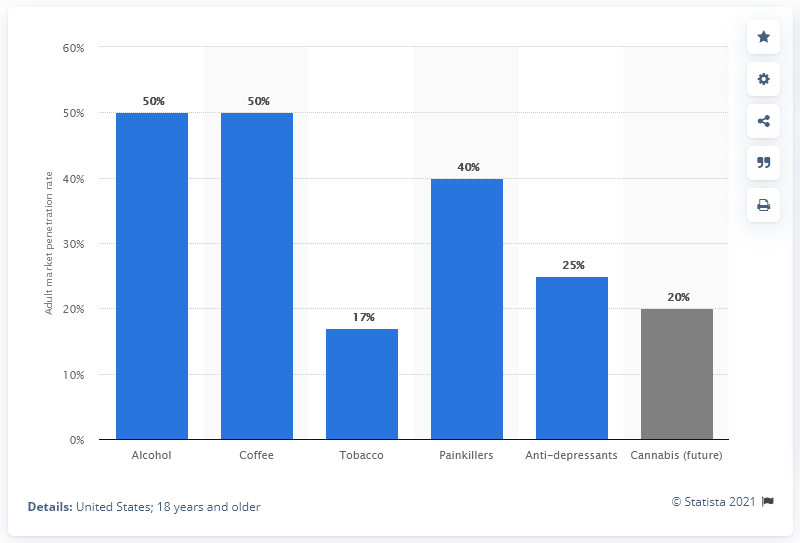 60%
50%
40%
30%
20%
10%
0%
Adult market penetration rate
50%
50%
17%
40%
25%
20%
Alcohol
Coffee
Tobacco
Painkillers
Anti-depressants
Cannabis (future)
Details: United States; 18 years and older
© Statista 2021